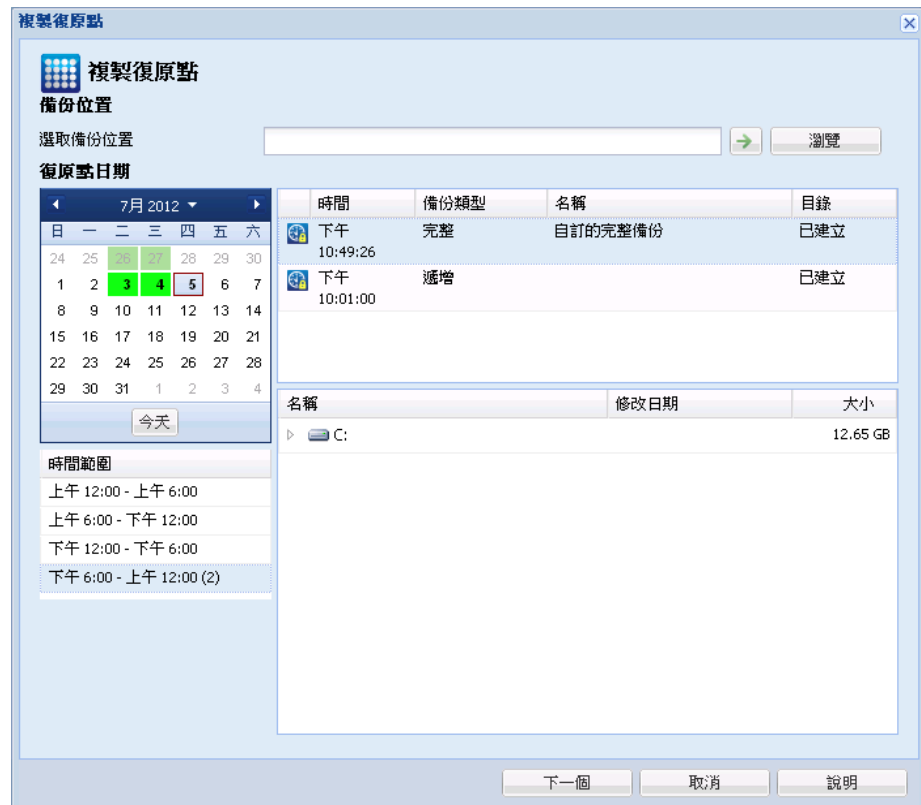 複製復原點
複製復原點
備份位置
選取備份位置
瀏覽
復原點日期
7月 2012
日 一 二 三 四 五 六
24 25 26 27 28 29 30
1 2 3 4 5 6 7
8 9 10 11 12 13 14
15 16 17 18 19 20 21
22 23 24 25 26 27 28
29 30 31 1 2 3 4
今天
時間範圍
上午 12:00 - 上午 6:00
上午 6:00 - 下午 12:00
下午 12:00 - 下午 6:00
下午 6:00 - 上午 12:00 (2)
時間 備份類型 名稱 目錄
下午 完整 自訂的完整備份 已建立
10:49:26
下午 遞增 已建立
10:01:00
名稱 修改日期 大小
C: 12.65 GB
下一個 取消 說明